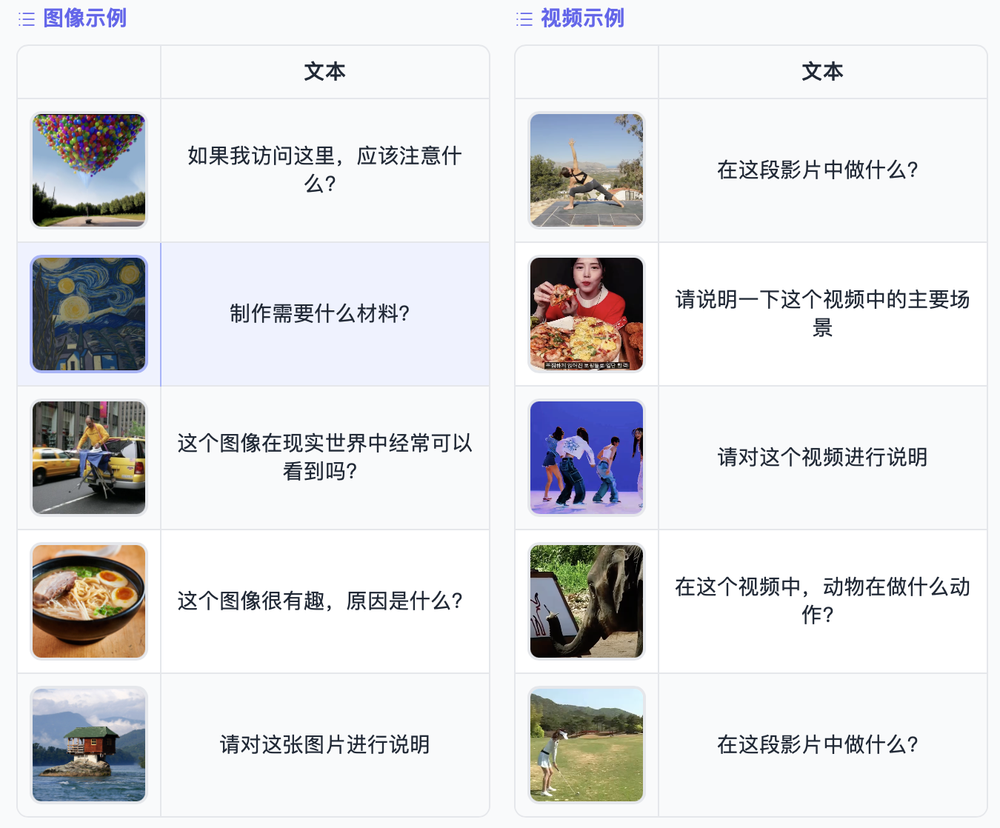 图像示例
文本
如果我访问这里，应该注意什
么？
制作需要什么材料？
这个图像在现实世界中经常可以
看到吗？
这个图像很有趣，原因是什么？
请对这张图片进行说明
视频示例
文本
在这段影片中做什么？
请说明一下这个视频中的主要场
景
请对这个视频进行说明
在这个视频中，动物在做什么动
作？
在这段影片中做什么？